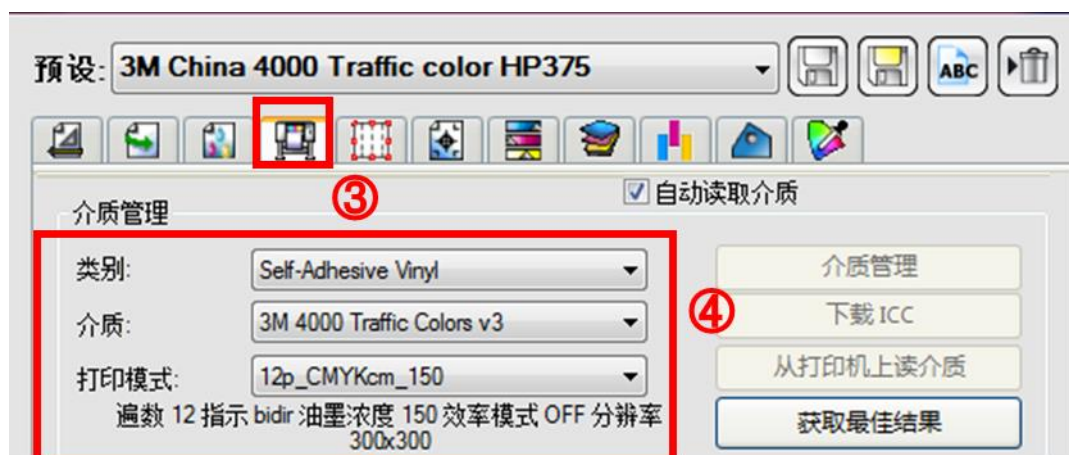 预设: 3M China 4000 Traffic color HP375
ABC
③
自动读取介质
介质管理
类别: Self-Adhesive Vinyl
介质管理
④
介质: 3M 4000 Traffic Colors v3
下载 ICC
打印模式: 12p_CMYKcm_150
从打印机上读介质
遍数 12 指示 bidir 油墨浓度 150 效率模式 OFF 分辨率
300x300
获取最佳结果